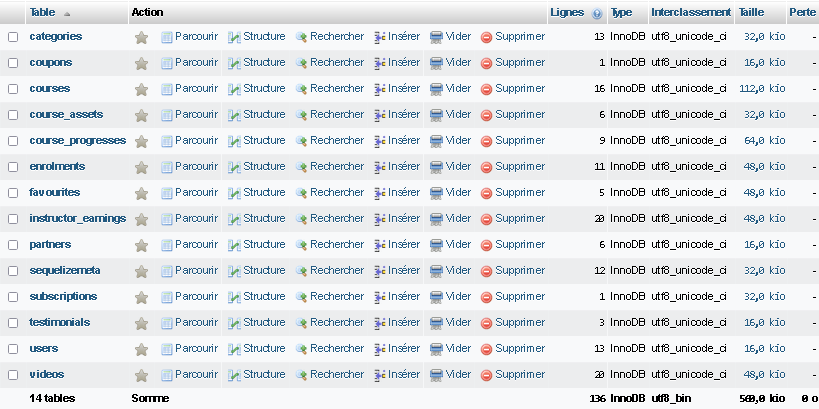 Table Action Lignes Type Interclassement Taille Perte
categories Parcourir Structure Rechercher Insérer Vider Supprimer 13 InnoDB utf8_unicode_ci 32,0 kio -
coupons Parcourir Structure Rechercher Insérer Vider Supprimer 1 InnoDB utf8_unicode_ci 16,0 kio -
courses Parcourir Structure Rechercher Insérer Vider Supprimer 16 InnoDB utf8_unicode_ci 112,0 kio -
course_assets Parcourir Structure Rechercher Insérer Vider Supprimer 6 InnoDB utf8_unicode_ci 32,0 kio -
course_progresses Parcourir Structure Rechercher Insérer Vider Supprimer 9 InnoDB utf8_unicode_ci 64,0 kio -
enrolments Parcourir Structure Rechercher Insérer Vider Supprimer 11 InnoDB utf8_unicode_ci 48,0 kio -
favourites Parcourir Structure Rechercher Insérer Vider Supprimer 5 InnoDB utf8_unicode_ci 48,0 kio -
instructor_earnings Parcourir Structure Rechercher Insérer Vider Supprimer 20 InnoDB utf8_unicode_ci 48,0 kio -
partners Parcourir Structure Rechercher Insérer Vider Supprimer 6 InnoDB utf8_unicode_ci 16,0 kio -
sequelizemeta Parcourir Structure Rechercher Insérer Vider Supprimer 12 InnoDB utf8_unicode_ci 32,0 kio -
subscriptions Parcourir Structure Rechercher Insérer Vider Supprimer 1 InnoDB utf8_unicode_ci 32,0 kio -
testimonials Parcourir Structure Rechercher Insérer Vider Supprimer 3 InnoDB utf8_unicode_ci 16,0 kio -
users Parcourir Structure Rechercher Insérer Vider Supprimer 13 InnoDB utf8_unicode_ci 16,0 kio -
videos Parcourir Structure Rechercher Insérer Vider Supprimer 20 InnoDB utf8_unicode_ci 48,0 kio -
14 tables Somme 136 InnoDB utf8_bin 560,0 kio 0 o